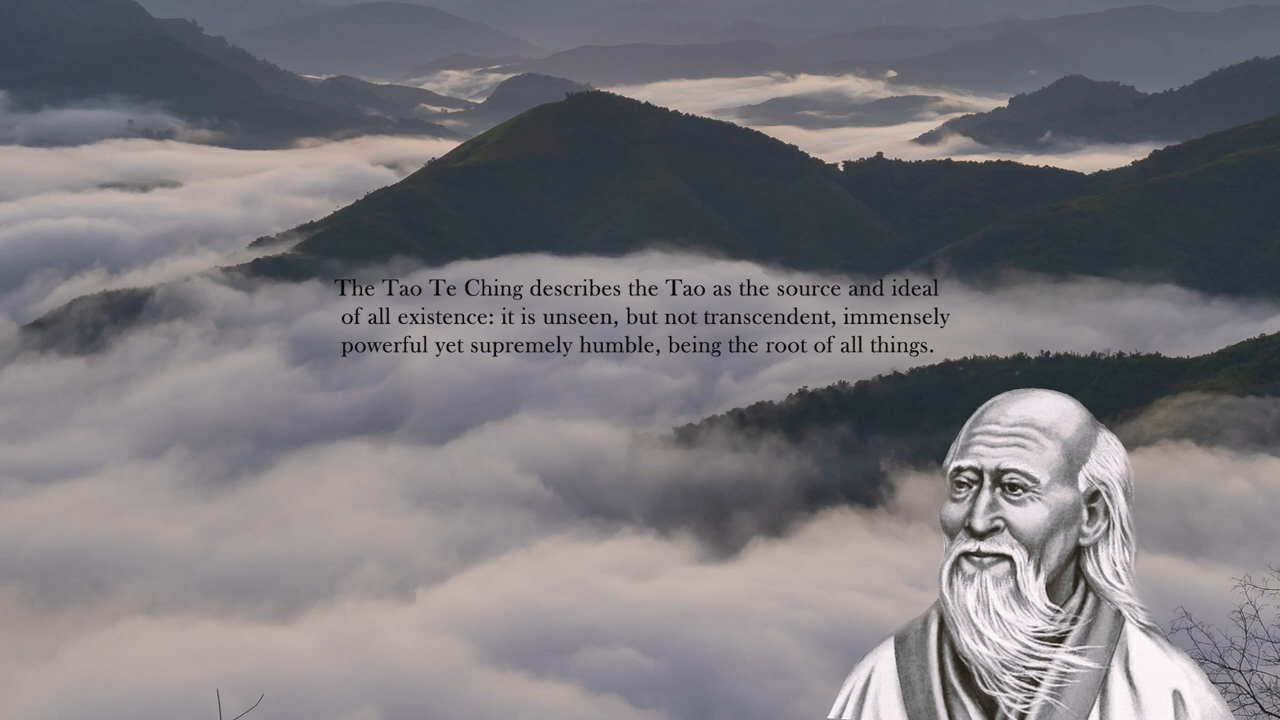 The Tao Te Ching describes the Tao as the source and ideal
of all existence: it is unseen, but not transcendent, immensely
powerful yet supremely humble, being the root of all things.